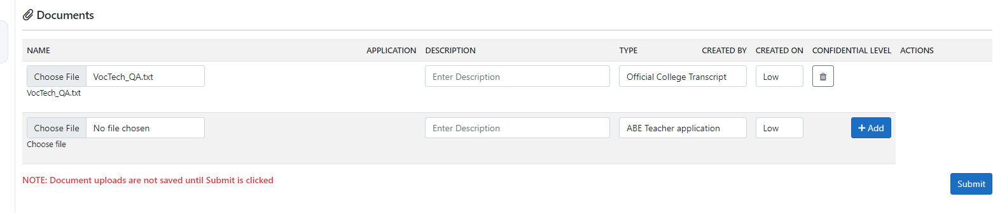 Documents
NAME APPLICATION DESCRIPTION TYPE CREATED BY CREATED ON CONFIDENTIAL LEVEL ACTIONS
Choose File VocTech_QA.txt Enter Description Official College Transcript Low
VocTech_QA.txt
Choose File No file chosen Enter Description ABE Teacher application Low + Add
Choose file
NOTE: Document uploads are not saved until Submit is clicked
Submit